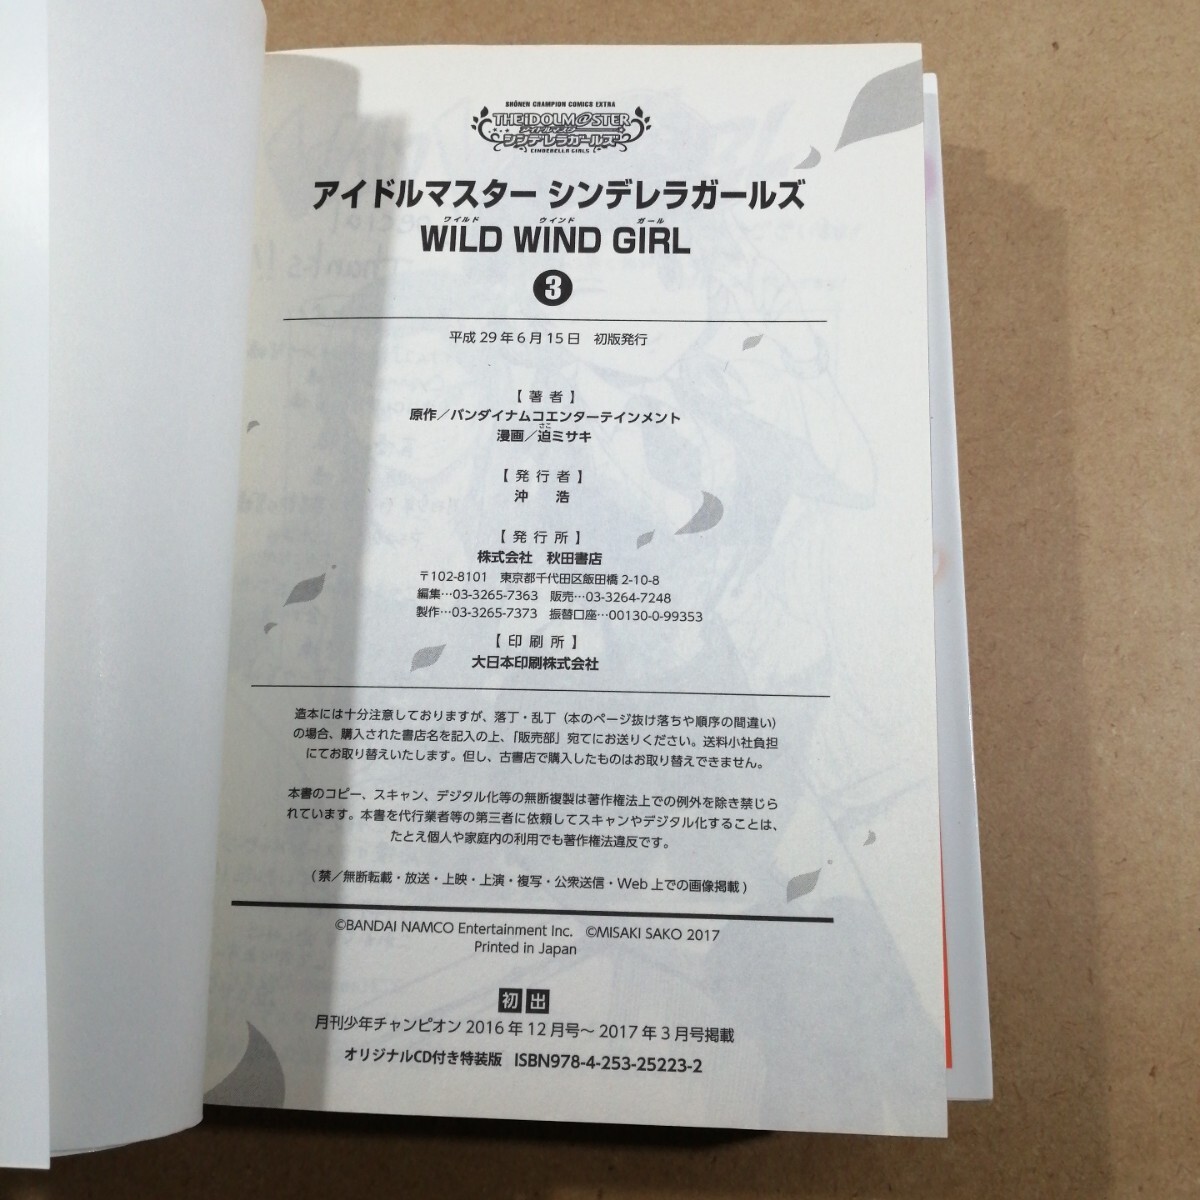 SHŌNEN CHAMPION COMICS EXTRA
THE iDOLM@STER
アイドルマスター
シンデレラガールズ
CINDERELLA GIRLS
アイドルマスター シンデレラガールズ
ワイルド ウインド ガール
WILD WIND GIRL
3
平成29年6月15日 初版発行
【著者】
原作／バンダイナムコエンターテインメント
さこ
漫画／迫ミサキ
【発行者】
沖 浩
【発行所】
株式会社 秋田書店
〒102-8101 東京都千代田区飯田橋2-10-8
編集…03-3265-7363 販売…03-3264-7248
製作…03-3265-7373 振替口座…00130-0-99353
【印刷所】
大日本印刷株式会社
造本には十分注意しておりますが、落丁・乱丁（本のページ抜け落ちや順序の間違い）
の場合、購入された書店名を記入の上、「販売部」宛てにお送りください。送料小社負担
にてお取り替えいたします。但し、古書店で購入したものはお取り替えできません。
本書のコピー、スキャン、デジタル化等の無断複製は著作権法上での例外を除き禁じら
れています。本書を代行業者等の第三者に依頼してスキャンやデジタル化することは、
たとえ個人や家庭内の利用でも著作権法違反です。
(禁／無断転載・放送・上映・上演・複写・公衆送信・Web上での画像掲載)
©BANDAI NAMCO Entertainment Inc. ©MISAKI SAKO 2017
Printed in Japan
初出
月刊少年チャンピオン2016年12月号〜2017年3月号掲載
オリジナルCD付き特装版 ISBN978-4-253-25223-2